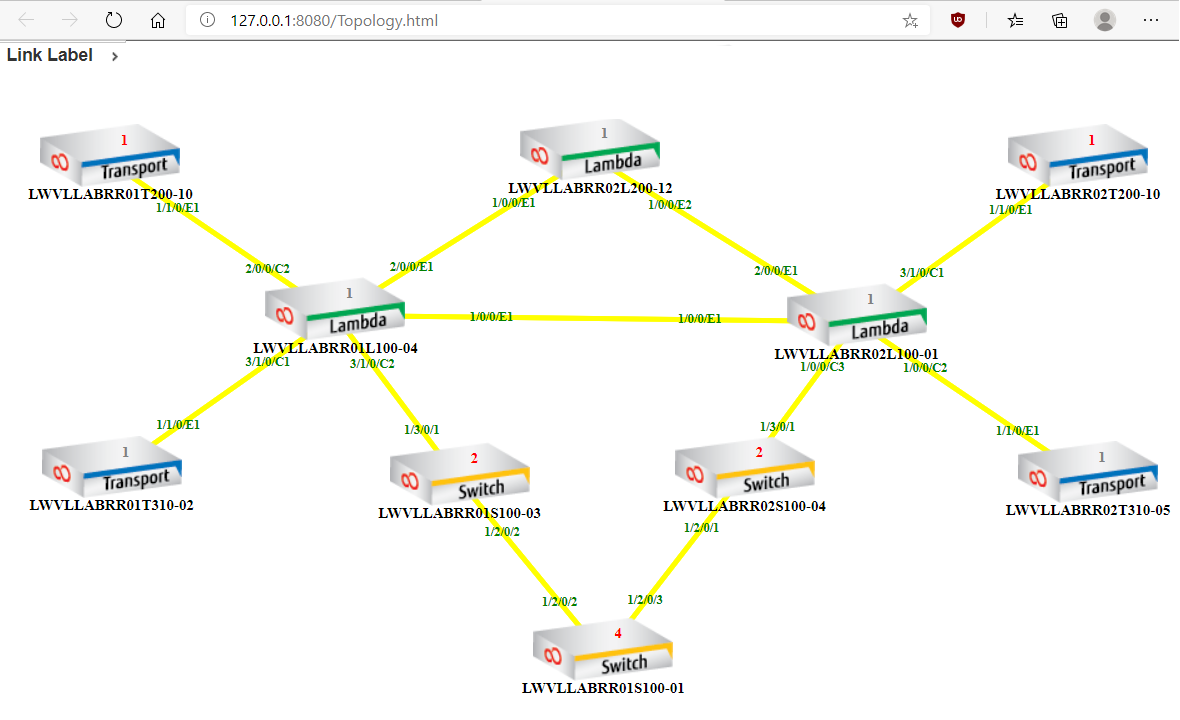 127.0.0.1:8080/Topology.html
Link Label
1
Transport
LWVLLABRR01T200-10
1/1/0/E1
1
Lambda
LWVLLABRR02L200-12
1/0/0/E1
1/0/0/E2
1
Transport
LWVLLABRR02T200-10
1/1/0/E1
2/0/0/C2
2/0/0/E1
2/0/0/E1
3/1/0/C1
1
Lambda
LWVLLABRR01L100-04
1/0/0/E1
1/0/0/E1
1
Lambda
LWVLLABRR02L100-01
3/1/0/C1
3/1/0/C2
1/0/0/C3
1/0/0/C2
1/1/0/E1
1/3/0/1
1/3/0/1
1/1/0/E1
1
Transport
LWVLLABRR01T310-02
2
Switch
LWVLLABRR01S100-03
2
Switch
LWVLLABRR02S100-04
1
Transport
LWVLLABRR02T310-05
1/2/0/2
1/2/0/1
1/2/0/2
1/2/0/3
4
Switch
LWVLLABRR01S100-01